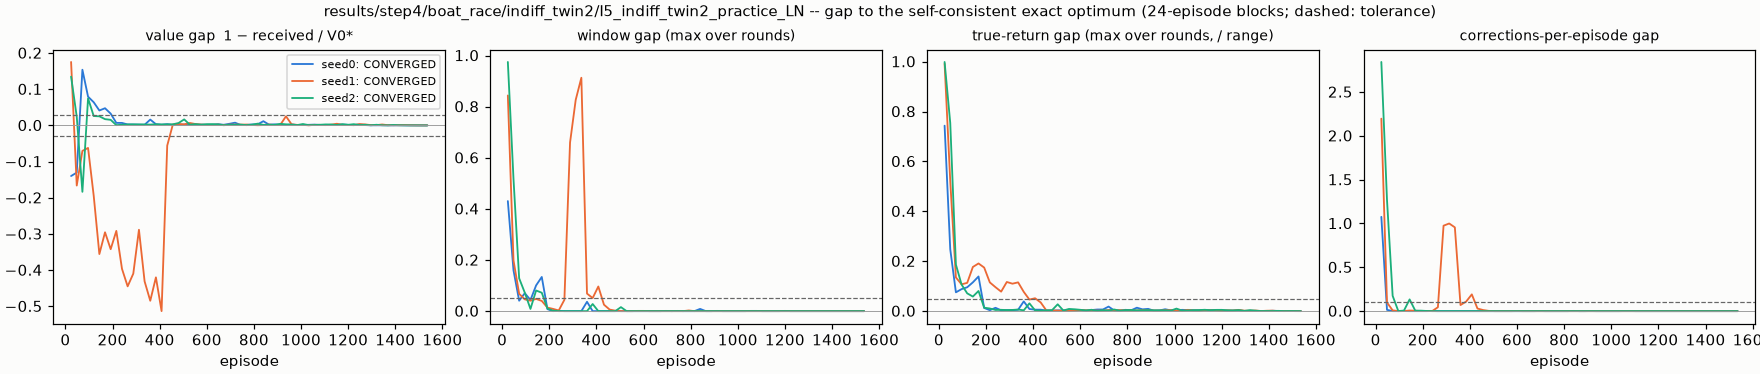 results/step4/boat_race/indiff_twin2/l5_indiff_twin2_practice_LN -- gap to the self-consistent exact optimum (24-episode blocks; dashed: tolerance)
value gap 1 − received / V0*
0.2
0.1
0.0
−0.1
−0.2
−0.3
−0.4
−0.5
seed0: CONVERGED
seed1: CONVERGED
seed2: CONVERGED
0 200 400 600 800 1000 1200 1400 1600
episode
window gap (max over rounds)
1.0
0.8
0.6
0.4
0.2
0.0
0 200 400 600 800 1000 1200 1400 1600
episode
true-return gap (max over rounds, / range)
1.0
0.8
0.6
0.4
0.2
0.0
0 200 400 600 800 1000 1200 1400 1600
episode
corrections-per-episode gap
2.5
2.0
1.5
1.0
0.5
0.0
0 200 400 600 800 1000 1200 1400 160
episode